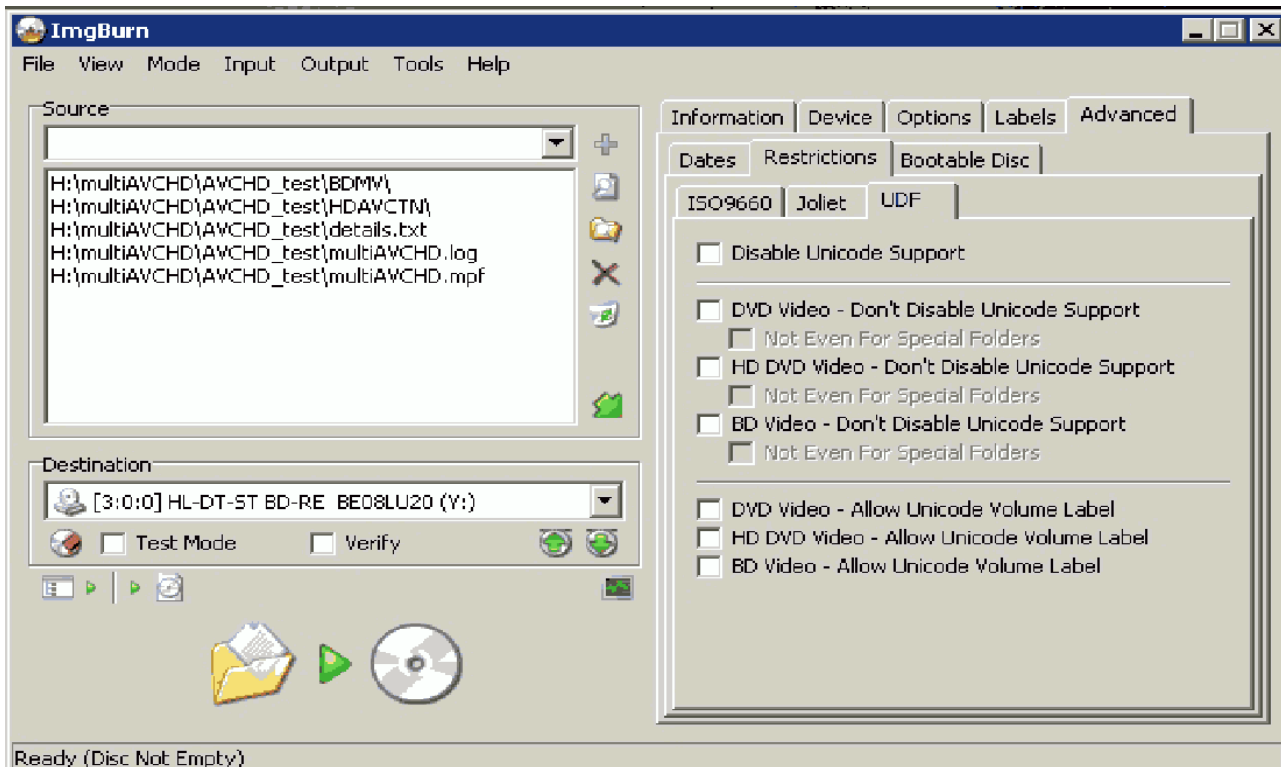 ImgBurn
File View Mode Input Output Tools Help
Source
H:\multiAVCHD\AVCHD_test\BDMV\
H:\multiAVCHD\AVCHD_test\HDAVCTN\
H:\multiAVCHD\AVCHD_test\details.txt
H:\multiAVCHD\AVCHD_test\multiAVCHD.log
H:\multiAVCHD\AVCHD_test\multiAVCHD.mpf
Destination
[3:0:0] HL-DT-ST BD-RE BE08LU20 (Y:)
Test Mode Verify
Information Device Options Labels Advanced
Dates Restrictions Bootable Disc
ISO9660 Joliet UDF
Disable Unicode Support
DVD Video - Don't Disable Unicode Support
Not Even For Special Folders
HD DVD Video - Don't Disable Unicode Support
Not Even For Special Folders
BD Video - Don't Disable Unicode Support
Not Even For Special Folders
DVD Video - Allow Unicode Volume Label
HD DVD Video - Allow Unicode Volume Label
BD Video - Allow Unicode Volume Label
Ready (Disc Not Empty)